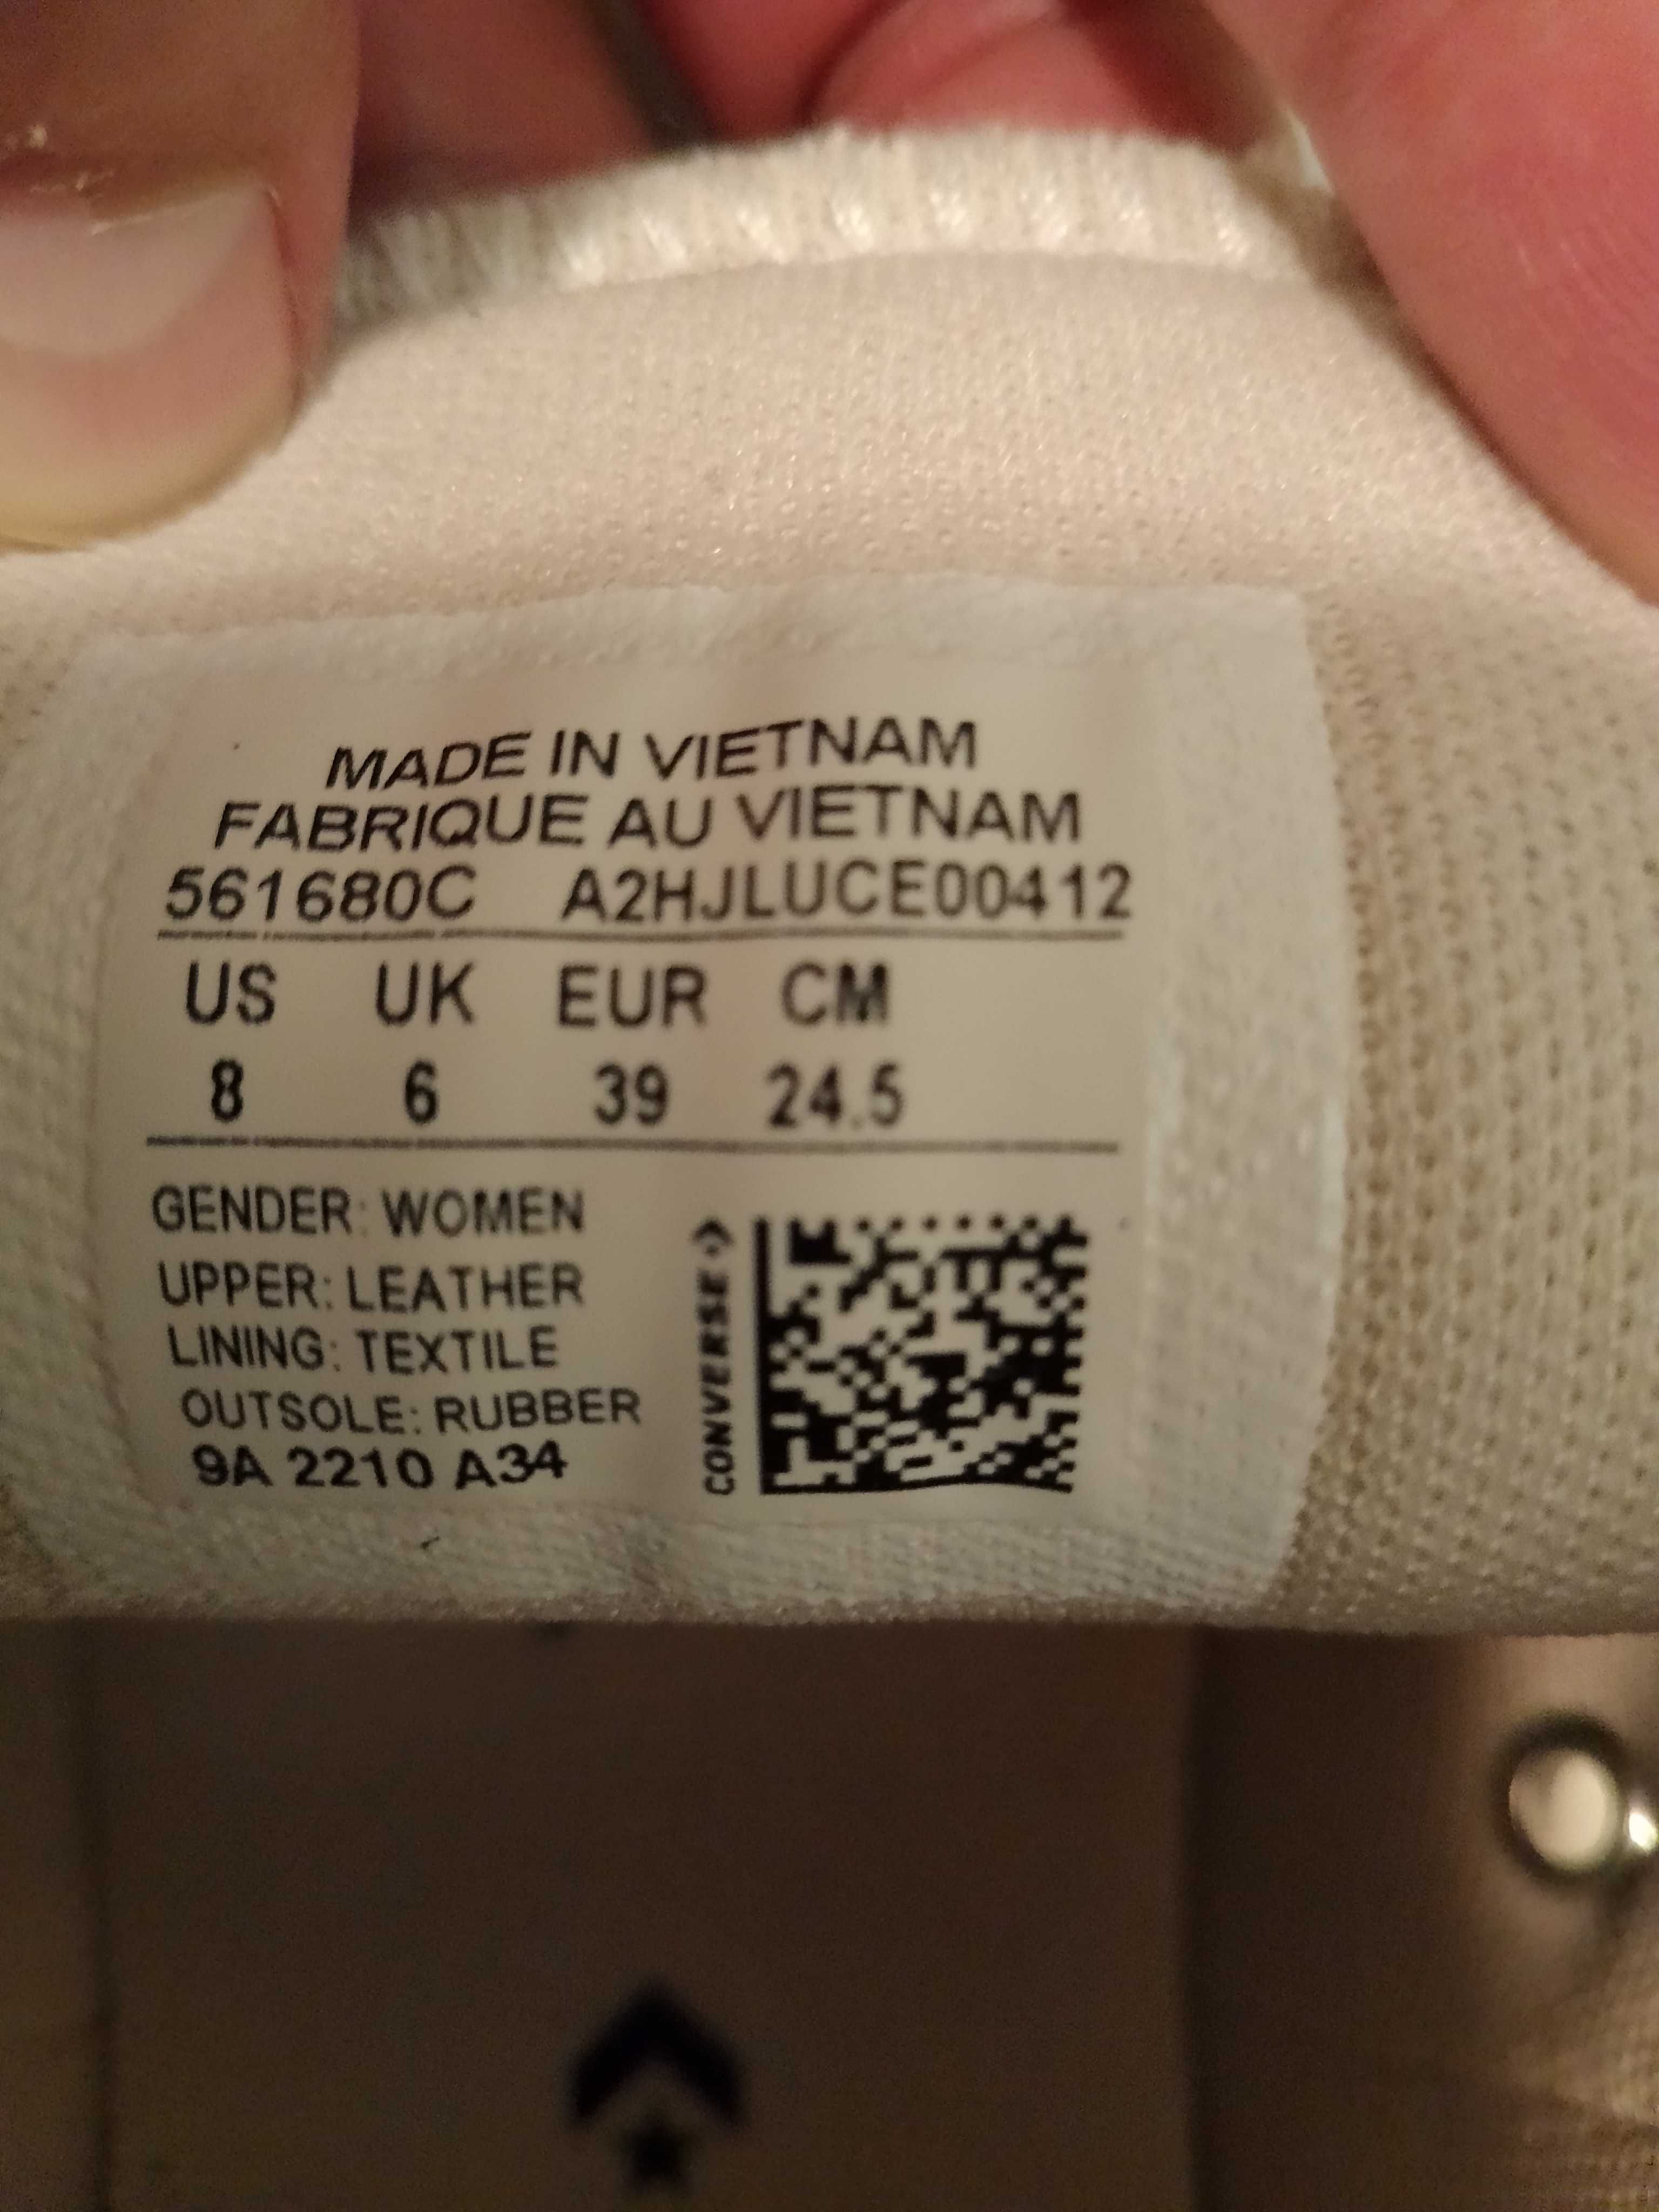 MADE IN VIETNAM
FABRIQUE AU VIETNAM
561680C A2HJLUCE00412
US UK EUR CM
8 6 39 24.5
GENDER: WOMEN
UPPER: LEATHER
LINING: TEXTILE
OUTSOLE: RUBBER
9A 2210 A34
CONVERSE